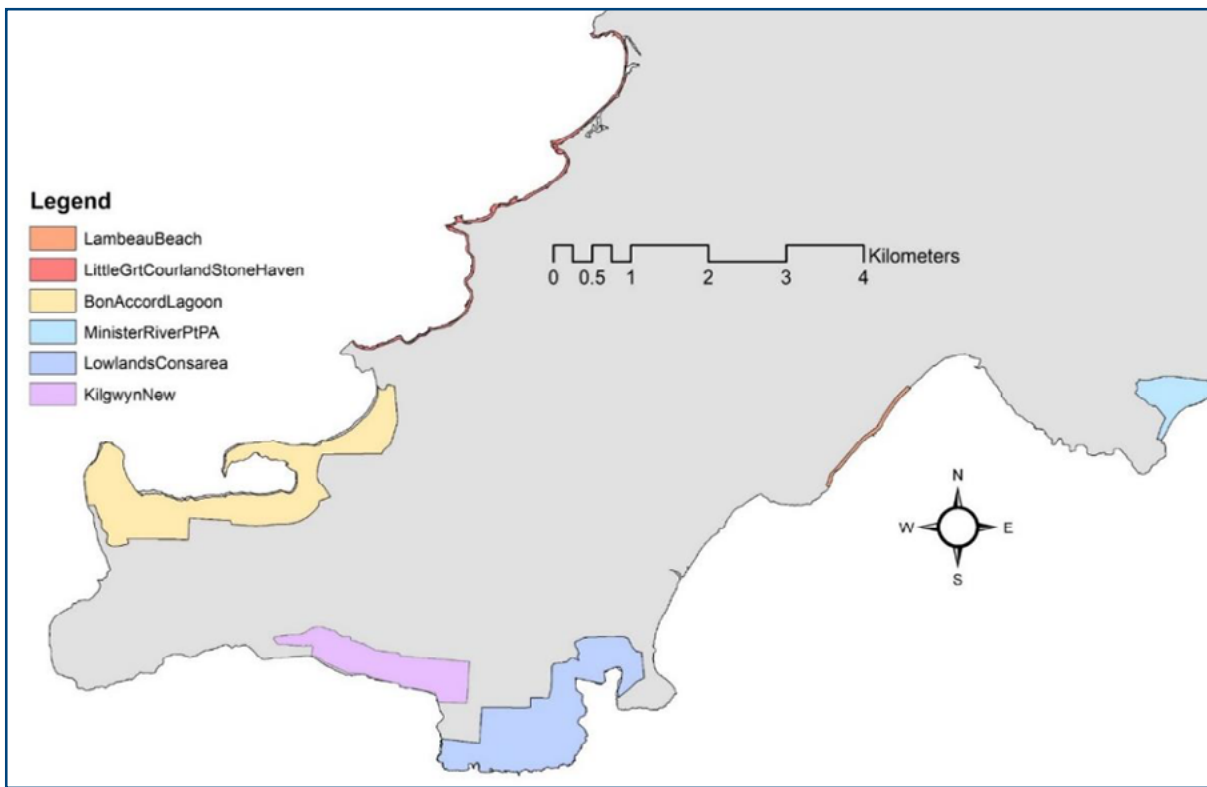 Legend
LambeauBeach
LittleGrtCourlandStoneHaven
BonAccordLagoon
MinisterRiverPtPA
LowlandsConsarea
KilgwynNew
Kilometers
0 0.5 1 2 3 4
N
W E
S